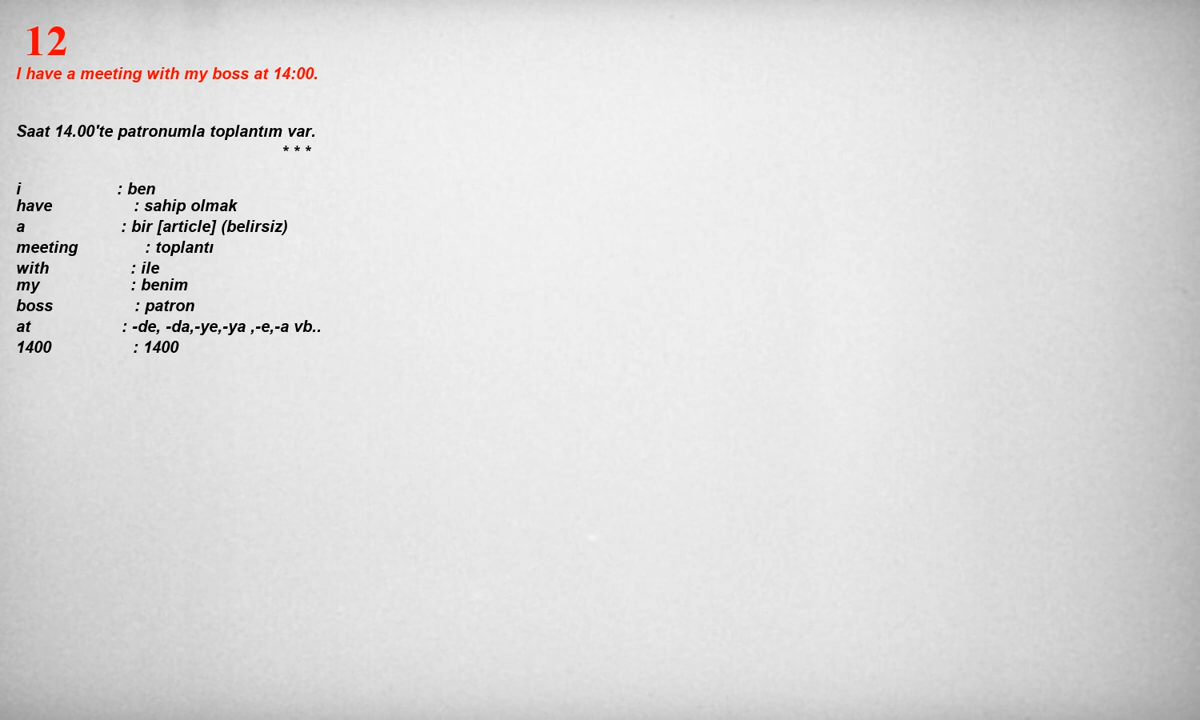 12
I have a meeting with my boss at 14:00.
Saat 14.00'te patronumla toplantım var.
* * *
i : ben
have : sahip olmak
a : bir [article] (belirsiz)
meeting : toplantı
with : ile
my : benim
boss : patron
at : -de, -da,-ye,-ya ,-e,-a vb..
1400 : 1400